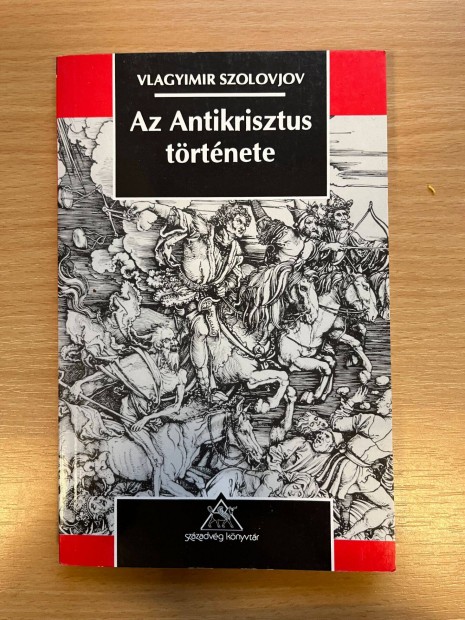 VLAGYIMIR SZOLOVJOV
Az Antikrisztus
története
századvég könyvtár